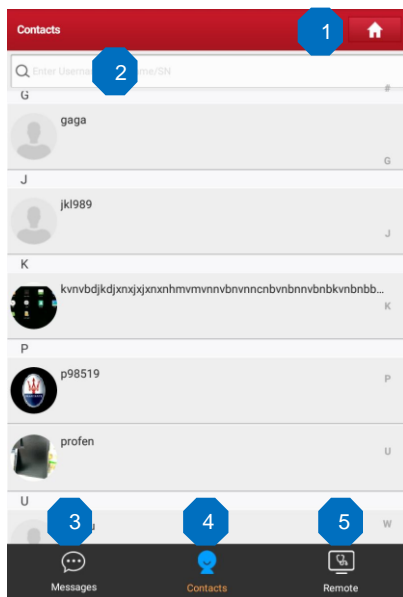 Contacts
1
2
Enter Userna me/SN
#
G
gaga
G
J
jkl989
J
K
kvnvbdjkdjxnxjxjxnxnhmvmvnnvbnvnncnbvnbnnvbnbkvnbnbb...
K
P
p98519
P
profen
U
U
u
W
3
4
5
Messages
Contacts
Remote